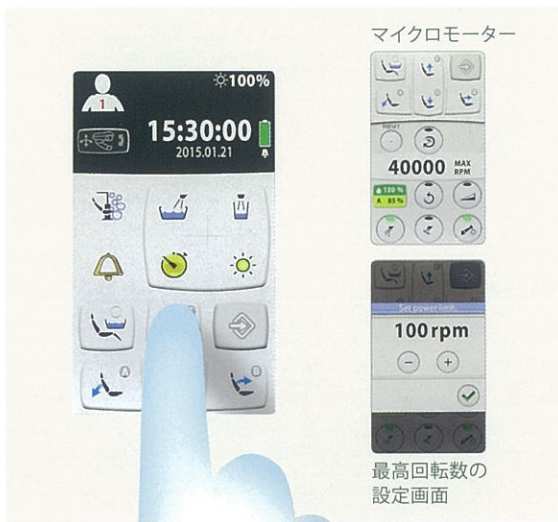 マイクロモーター
100%
1
15:30:00
2015.01.21
A
B
RESET
40000 MAX RPM
100 %
A 85 %
Set power limit.
100 rpm
最高回転数の
設定画面